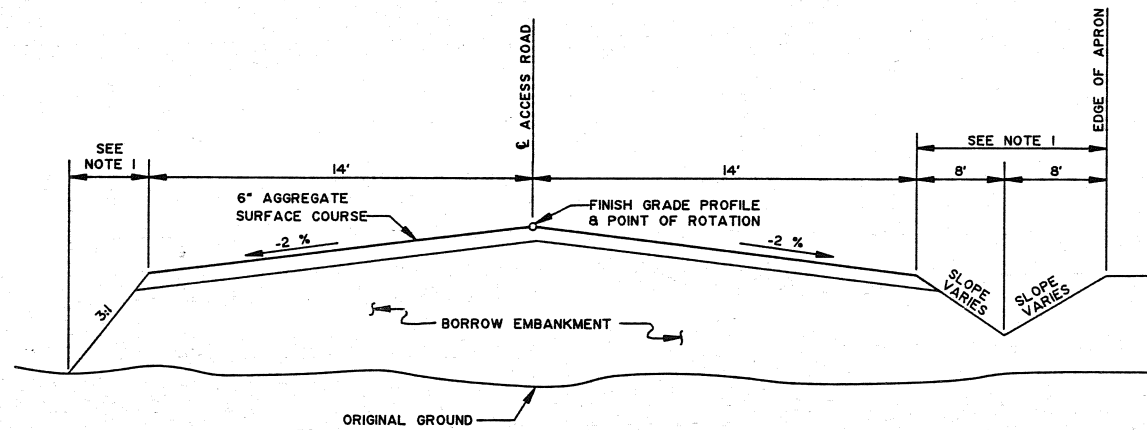 ℄ ACCESS ROAD
EDGE OF APRON
SEE
NOTE 1
SEE NOTE 1
14'
14'
8'
8'
6" AGGREGATE
SURFACE COURSE
FINISH GRADE PROFILE
& POINT OF ROTATION
-2 %
-2 %
3:1
SLOPE
VARIES
SLOPE
VARIES
BORROW EMBANKMENT
ORIGINAL GROUND